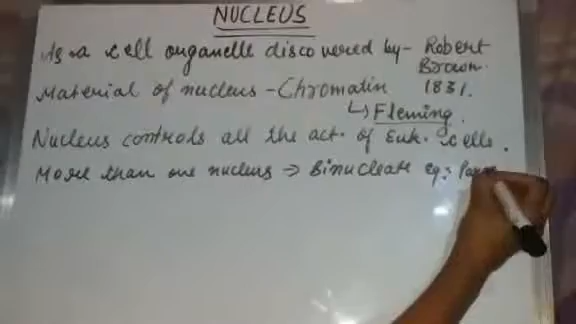 NUCLEUS
As a cell organelle discovered by - Robert
Brown.
Material of nucleus - Chromatin 1831.
↳ Fleming.
Nucleus controls all the act. of Euk. cells.
More than one nucleus → Binucleate eg: